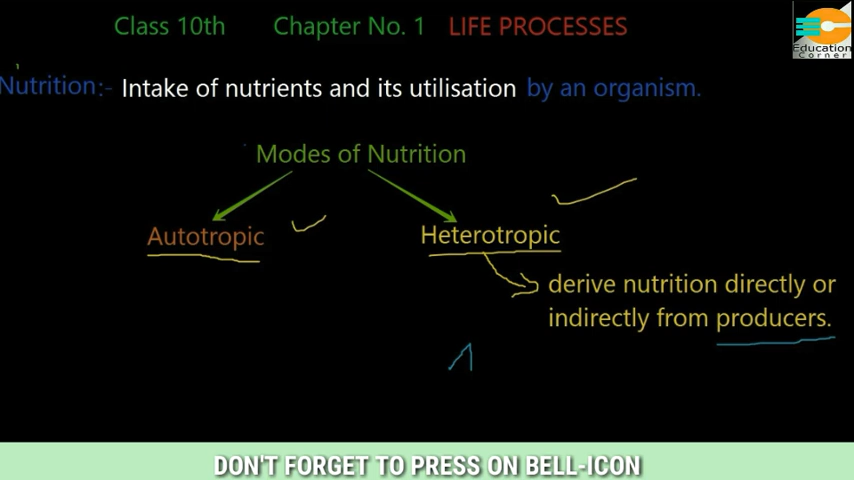 Class 10th Chapter No. 1 LIFE PROCESSES
Education Corner
Nutrition:- Intake of nutrients and its utilisation by an organism.
Modes of Nutrition
Autotropic Heterotropic
derive nutrition directly or
indirectly from producers.
DON'T FORGET TO PRESS ON BELL-ICON